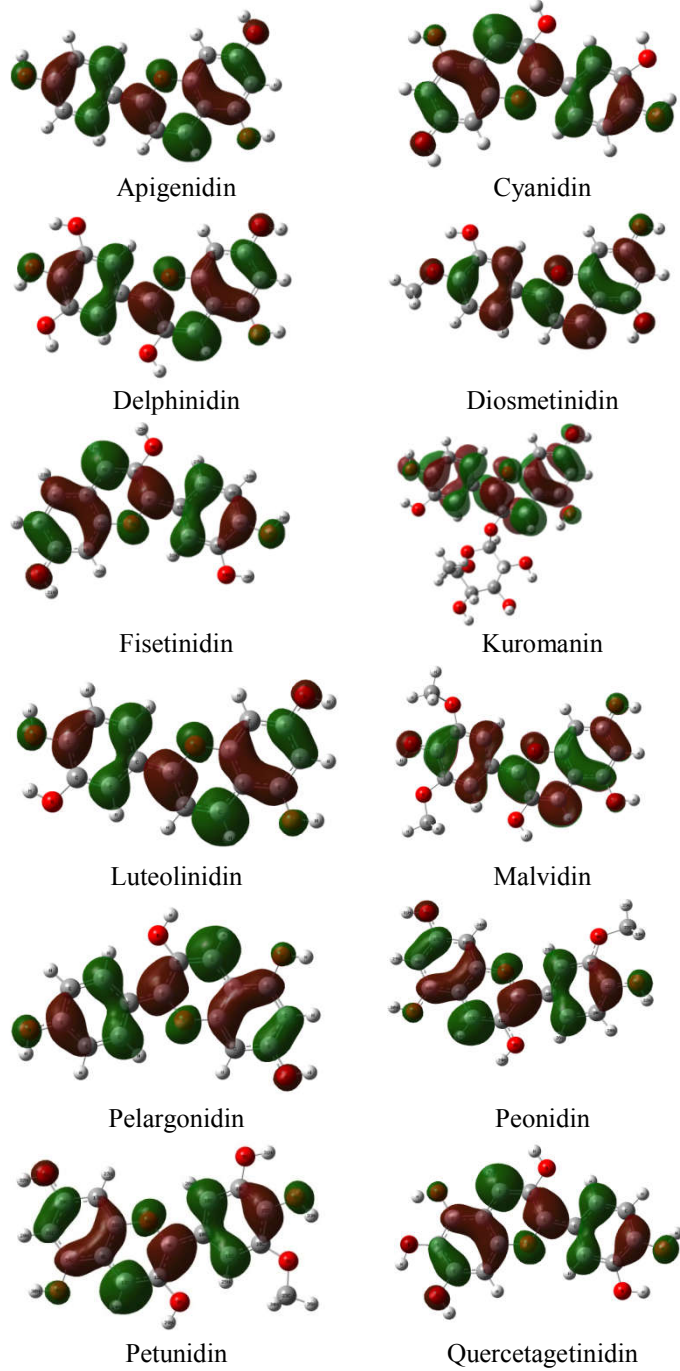 Apigenidin
Cyanidin
Delphinidin
Diosmetinidin
Fisetinidin
Kuromanin
Luteolinidin
Malvidin
Pelargonidin
Peonidin
Petunidin
Quercetagetinidin